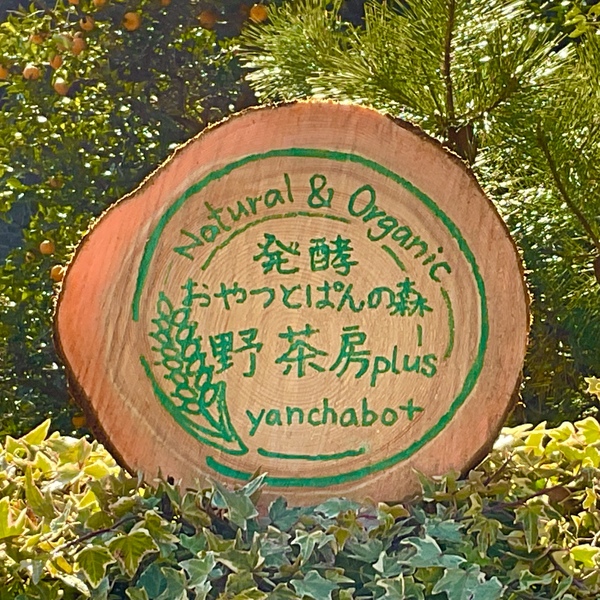 Natural & Organic
発酵
おやつとぱんの森
野茶房plus
yanchabo+